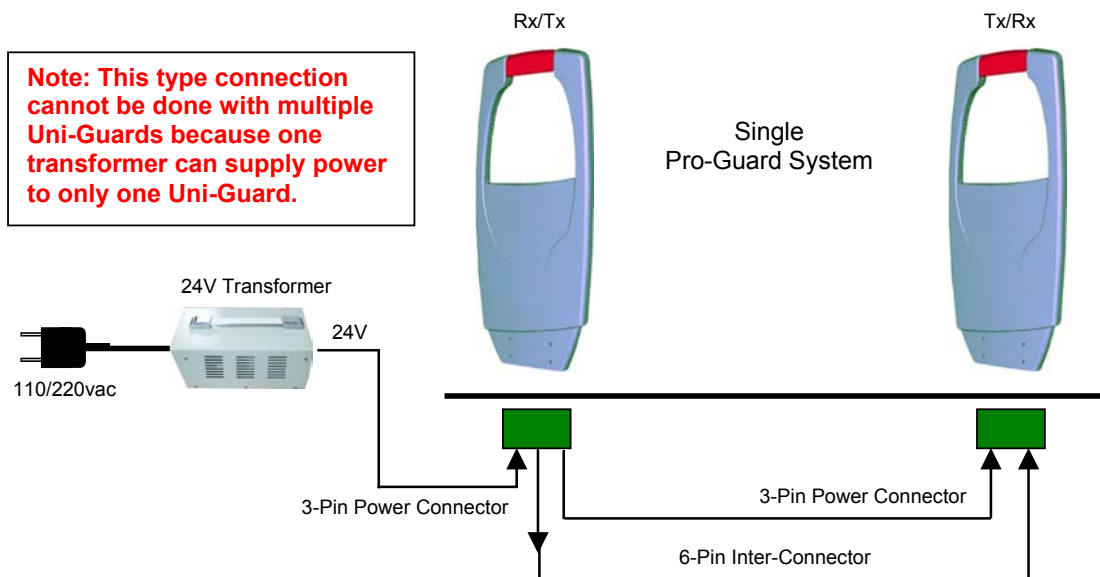 Rx/Tx
Tx/Rx
Note: This type connection
cannot be done with multiple
Uni-Guards because one
transformer can supply power
to only one Uni-Guard.
Single
Pro-Guard System
24V Transformer
24V
110/220vac
3-Pin Power Connector
3-Pin Power Connector
6-Pin Inter-Connector